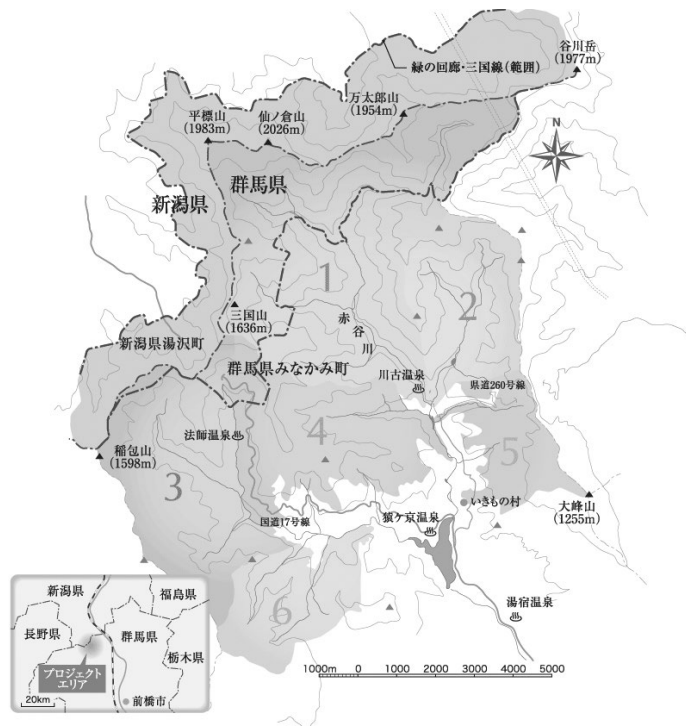 谷川岳
(1977m)
緑の回廊・三国線(範囲)
万太郎山
(1954m)
平標山
(1983m)
仙ノ倉山
(2026m)
N
群馬県
新潟県
1
2
三国山
(1636m)
赤谷川
新潟県湯沢町
群馬県みなかみ町
川古温泉
県道260号線
法師温泉
4
5
稲包山
(1598m)
3
いきもの村
大峰山
(1255m)
国道17号線
猿ヶ京温泉
6
湯宿温泉
新潟県
福島県
長野県
群馬県
栃木県
プロジェクト
エリア
20km
前橋市
1000m 0 1000 2000 3000 4000 5000